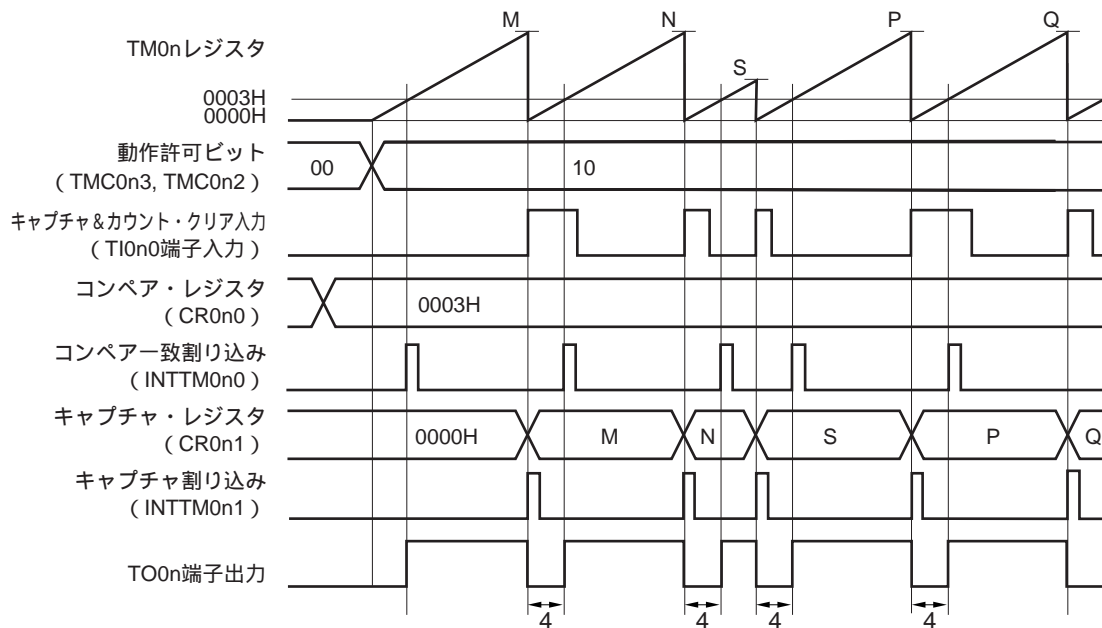 M N S P Q
TM0nレジスタ
0003H
0000H
動作許可ビット
（TMC0n3, TMC0n2）
00 10
キャプチャ&カウント・クリア入力
（TI0n0端子入力）
コンペア・レジスタ
（CR0n0）
0003H
コンペア一致割り込み
（INTTM0n0）
キャプチャ・レジスタ
（CR0n1）
0000H M N S P Q
キャプチャ割り込み
（INTTM0n1）
TO0n端子出力
4 4 4 4